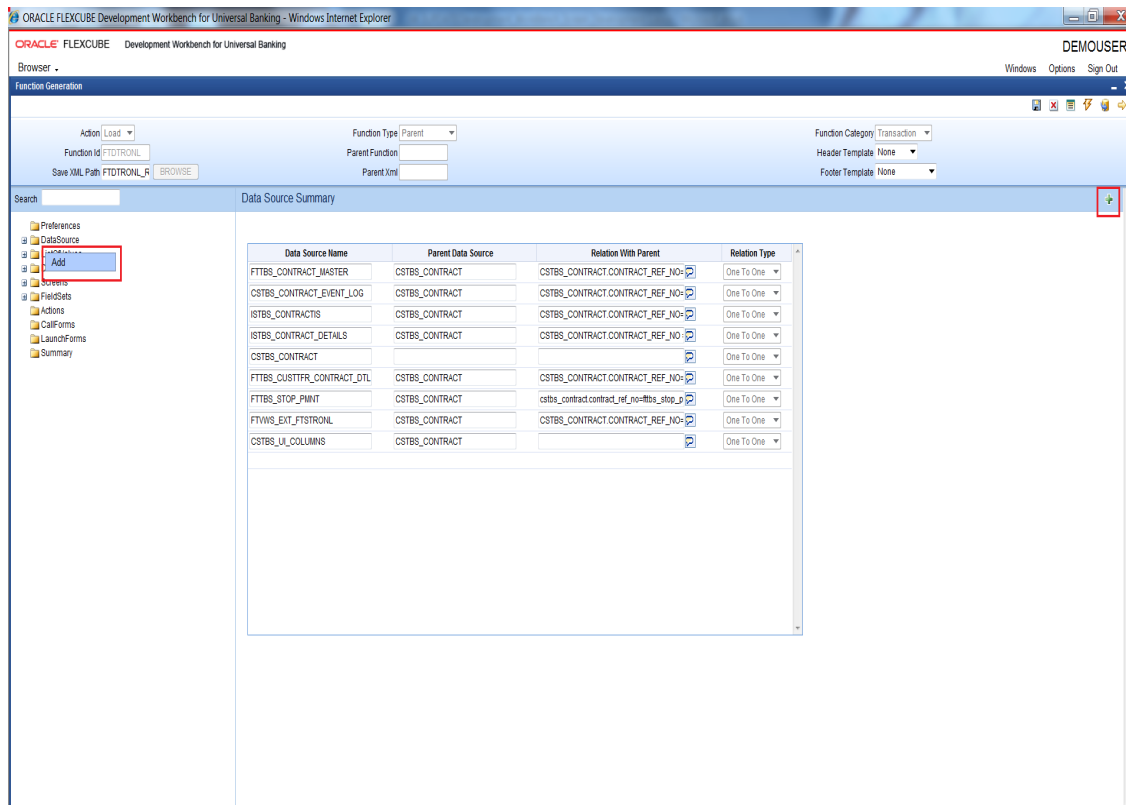 ORACLE FLEXCUBE Development Workbench for Universal Banking - Windows Internet Explorer
ORACLE FLEXCUBE Development Workbench for Universal Banking
DEMOUSER
Browser
Windows Options Sign Out
Function Generation
Action Load Function Type Parent Function Category Transaction
Function Id FTDTRONL Parent Function Header Template None
Save XML Path FTDTRONL_R BROWSE Parent Xml Footer Template None
Search
Data Source Summary
Preferences
DataSource
Add
Screens
FieldSets
Actions
CallForms
LaunchForms
Summary
Data Source Name Parent Data Source Relation With Parent Relation Type
FTTBS_CONTRACT_MASTER CSTBS_CONTRACT CSTBS_CONTRACT.CONTRACT_REF_NO= One To One
CSTBS_CONTRACT_EVENT_LOG CSTBS_CONTRACT CSTBS_CONTRACT.CONTRACT_REF_NO= One To One
ISTBS_CONTRACTIS CSTBS_CONTRACT CSTBS_CONTRACT.CONTRACT_REF_NO= One To One
ISTBS_CONTRACT_DETAILS CSTBS_CONTRACT CSTBS_CONTRACT.CONTRACT_REF_NO One To One
CSTBS_CONTRACT One To One
FTTBS_CUSTTFR_CONTRACT_DTL CSTBS_CONTRACT CSTBS_CONTRACT.CONTRACT_REF_NO= One To One
FTTBS_STOP_PMNT CSTBS_CONTRACT cstbs_contract.contract_ref_no=fttbs_stop_p One To One
FTVWS_EXT_FTSTRONL CSTBS_CONTRACT CSTBS_CONTRACT.CONTRACT_REF_NO= One To One
CSTBS_UI_COLUMNS CSTBS_CONTRACT One To One